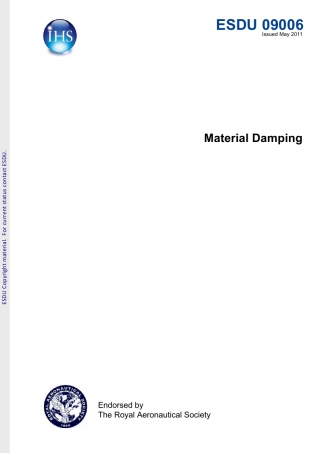 IHS
ESDU 09006
Issued May 2011
Material Damping
ESDU Copyright material. For current status contact ESDU.
Endorsed by
The Royal Aeronautical Society